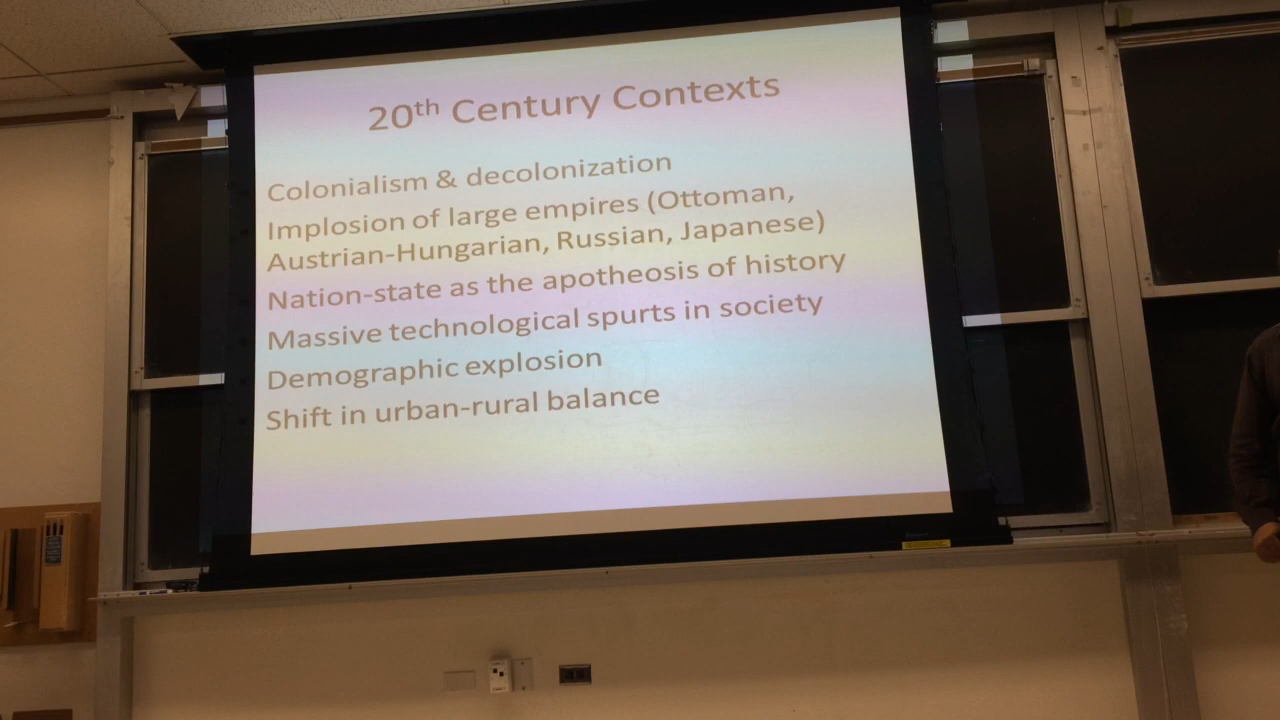 20th Century Contexts
Colonialism & decolonization
Implosion of large empires (Ottoman,
Austrian-Hungarian, Russian, Japanese)
Nation-state as the apotheosis of history
Massive technological spurts in society
Demographic explosion
Shift in urban-rural balance